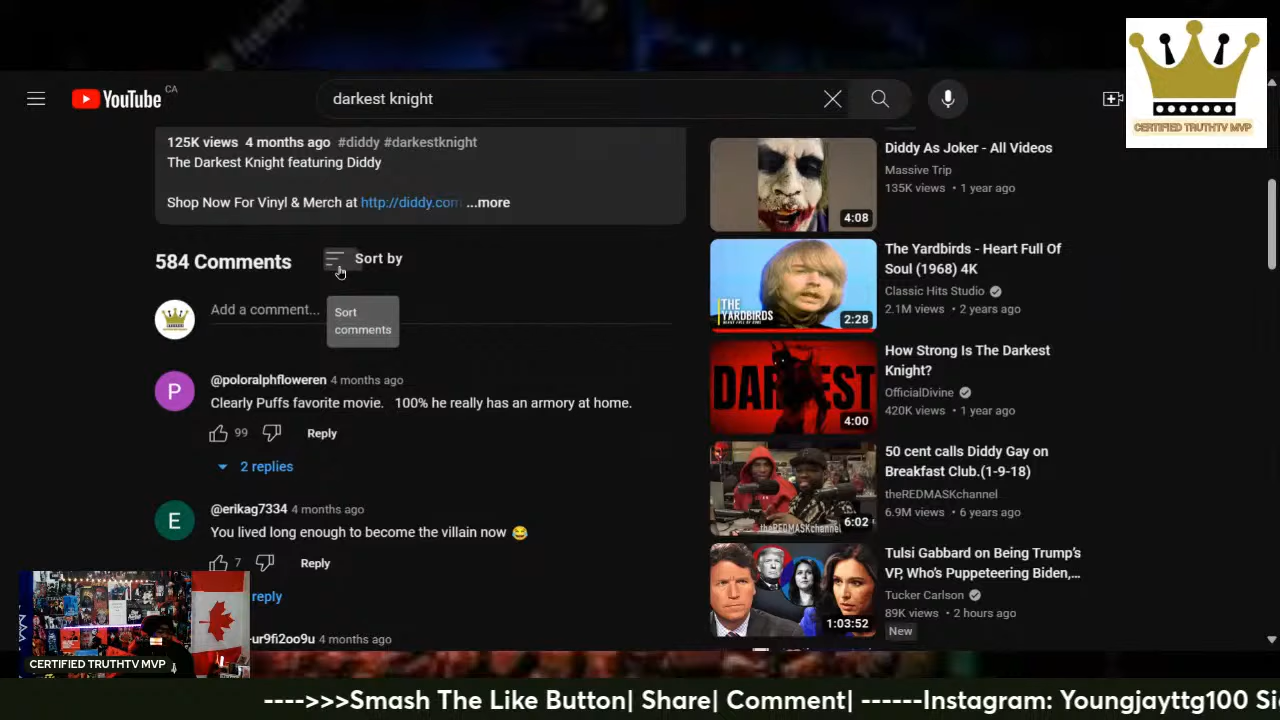 YouTube
CA
darkest knight
CERTIFIED TRUTHTV MVP
125K views 4 months ago #diddy #darkestknight
The Darkest Knight featuring Diddy
Shop Now For Vinyl & Merch at http://diddy.com ...more
584 Comments
Sort by
Add a comment...
Sort
comments
P
@poloralphfloweren 4 months ago
Clearly Puffs favorite movie. 100% he really has an armory at home.
99
Reply
2 replies
E
@erikag7334 4 months ago
You lived long enough to become the villain now 😂
7
Reply
reply
-ur9fi2oo9u 4 months ago
4:08
Diddy As Joker - All Videos
Massive Trip
135K views • 1 year ago
THE
YARDBIRDS
2:28
The Yardbirds - Heart Full Of
Soul (1968) 4K
Classic Hits Studio
2.1M views • 2 years ago
DARKEST
4:00
How Strong Is The Darkest
Knight?
OfficialDivine
420K views • 1 year ago
theREDMASKchannel
6:02
50 cent calls Diddy Gay on
Breakfast Club.(1-9-18)
theREDMASKchannel
6.9M views • 6 years ago
1:03:52
Tulsi Gabbard on Being Trump's
VP, Who's Puppeteering Biden,...
Tucker Carlson
89K views • 2 hours ago
New
CERTIFIED TRUTHTV MVP
---->>>Smash The Like Button| Share| Comment| ------Instagram: Youngjayttg100 Si